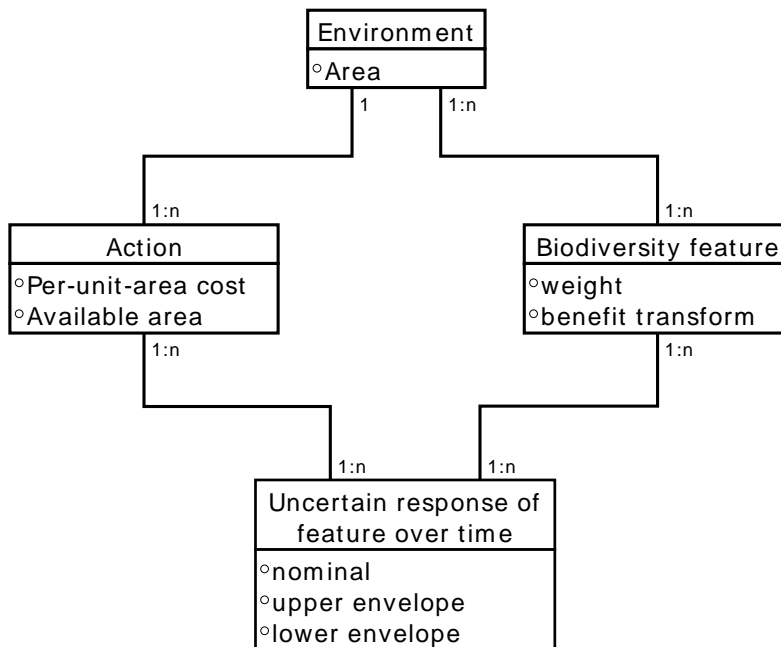 Environment
Area
1
1:n
1:n
1:n
Action
Biodiversity feature
Per-unit-area cost
Available area
weight
benefit transform
1:n
1:n
1:n
1:n
Uncertain response of
feature over time
nominal
upper envelope
lower envelope